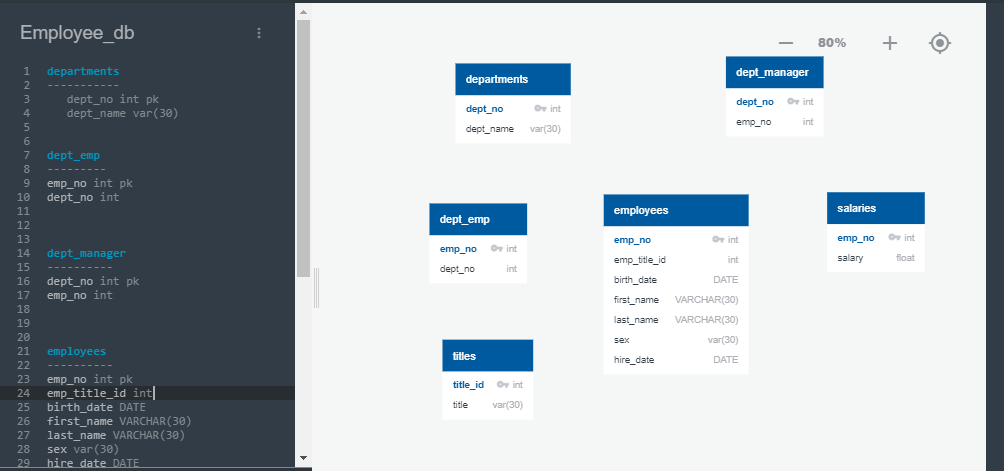 Employee_db
1 departments
2 -----------
3 dept_no int pk
4 dept_name var(30)
5
6
7 dept_emp
8 ---------
9 emp_no int pk
10 dept_no int
11
12
13
14 dept_manager
15 ----------
16 dept_no int pk
17 emp_no int
18
19
20
21 employees
22 ----------
23 emp_no int pk
24 emp_title_id int
25 birth_date DATE
26 first_name VARCHAR(30)
27 last_name VARCHAR(30)
28 sex var(30)
29 hire_date DATE
80%
departments
dept_no int
dept_name var(30)
dept_manager
dept_no int
emp_no int
dept_emp
emp_no int
dept_no int
employees
emp_no int
emp_title_id int
birth_date DATE
first_name VARCHAR(30)
last_name VARCHAR(30)
sex var(30)
hire_date DATE
salaries
emp_no int
salary float
titles
title_id int
title var(30)